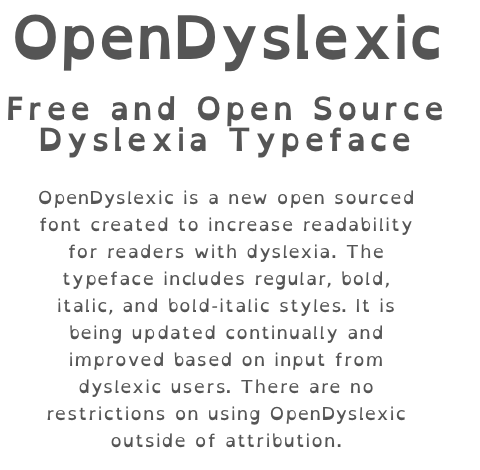 OpenDyslexic
Free and Open Source
Dyslexia Typeface
OpenDyslexic is a new open sourced
font created to increase readability
for readers with dyslexia. The
typeface includes regular, bold,
italic, and bold-italic styles. It is
being updated continually and
improved based on input from
dyslexic users. There are no
restrictions on using OpenDyslexic
outside of attribution.